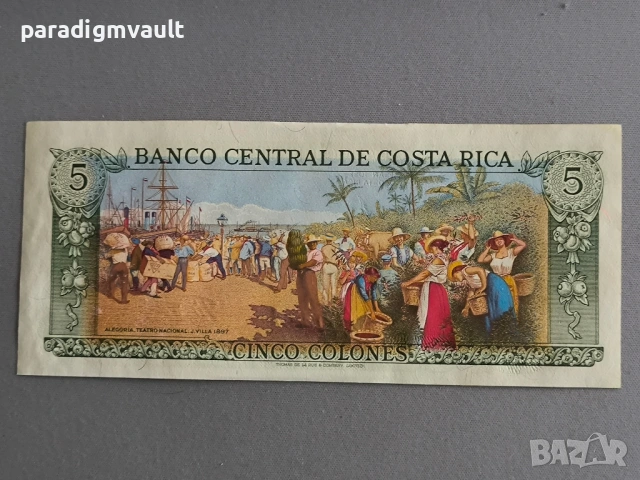 paradigmvault
BANCO CENTRAL DE COSTA RICA
5 5
ALEGORIA, TEATRO NACIONAL J. VILLA 1897
CINCO COLONES
THOMAS DE LA RUE & COMPANY, LIMITED.
BAZAR